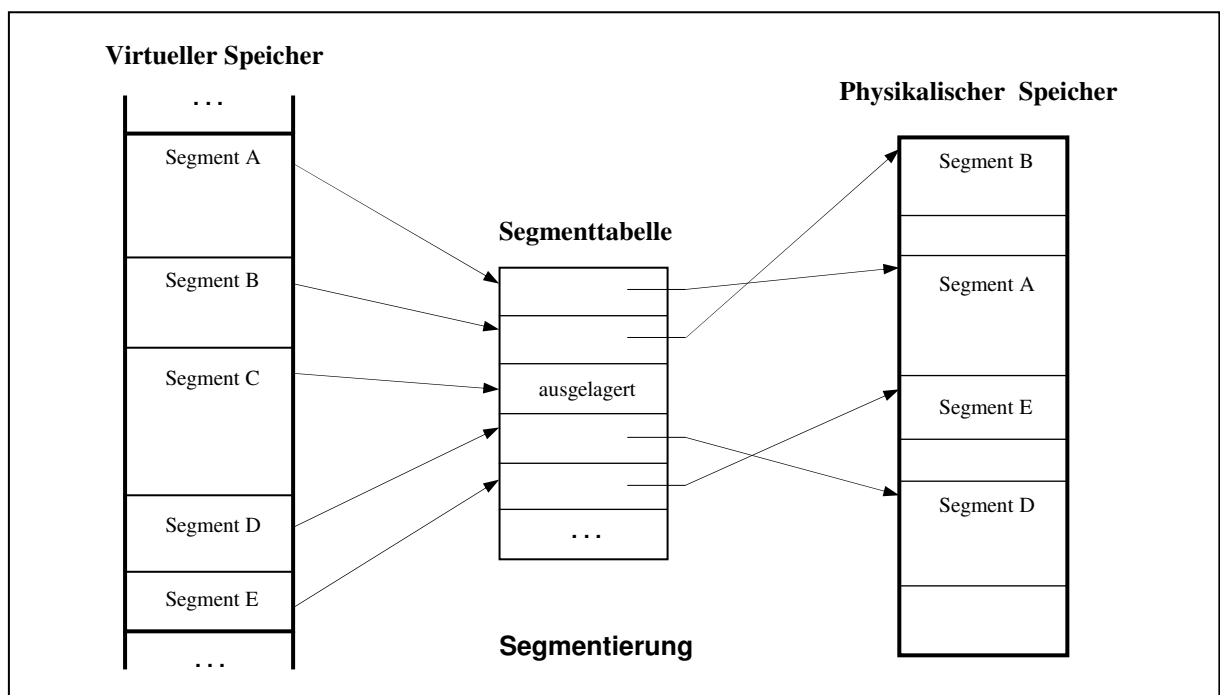 Virtueller Speicher
. . .
Segment A
Segment B
Segment C
Segment D
Segment E
. . .
Segmenttabelle
ausgelagert
. . .
Segmentierung
Physikalischer Speicher
Segment B
Segment A
Segment E
Segment D